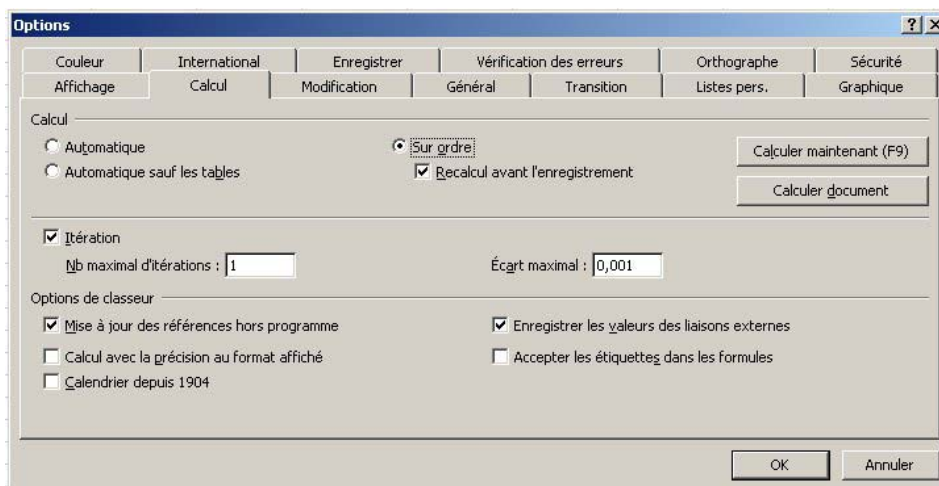 Options
Couleur International Enregistrer Vérification des erreurs Orthographe Sécurité
Affichage Calcul Modification Général Transition Listes pers. Graphique
Calcul
Automatique Sur ordre Calculer maintenant (F9)
Automatique sauf les tables Recalcul avant l'enregistrement
Calculer document
Itération
Nb maximal d'itérations : 1 Écart maximal : 0,001
Options de classeur
Mise à jour des références hors programme Enregistrer les valeurs des liaisons externes
Calcul avec la précision au format affiché Accepter les étiquettes dans les formules
Calendrier depuis 1904
OK Annuler